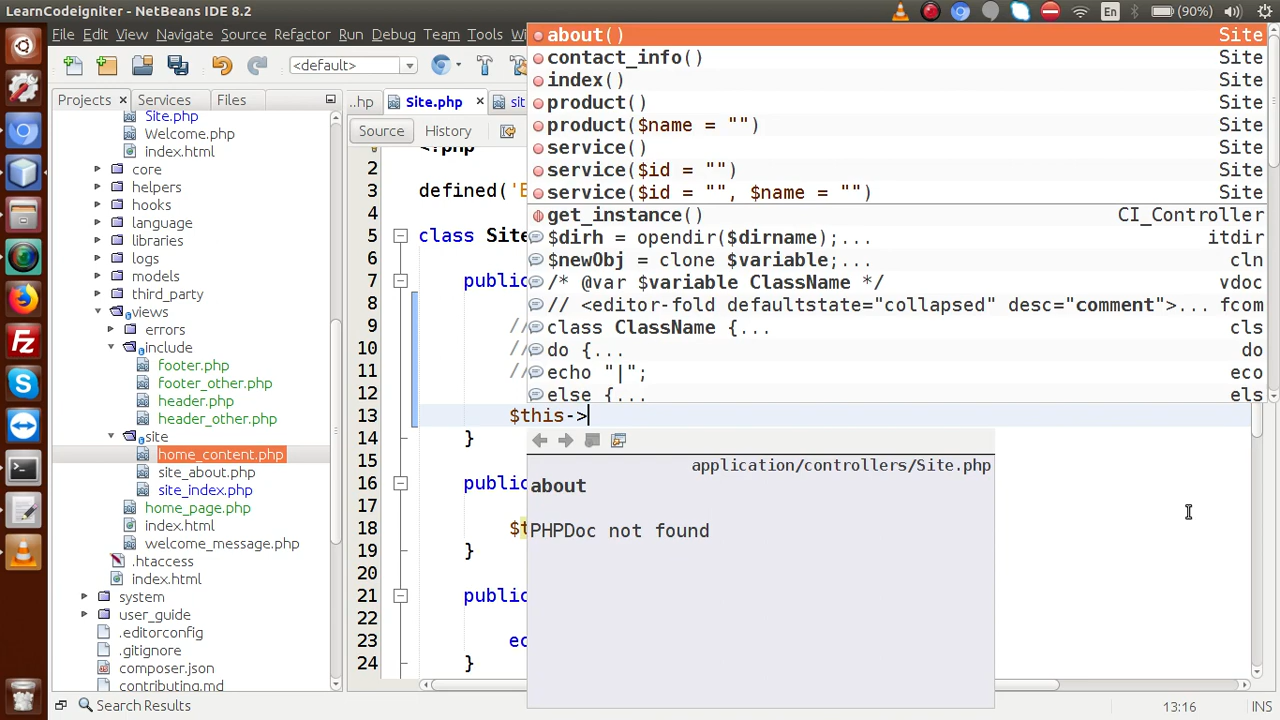 LearnCodeigniter - NetBeans IDE 8.2
En
(90%)
File Edit View Navigate Source Refactor Run Debug Team Tools
<default>
Projects
Services
Files
Site.php
Welcome.php
index.html
core
helpers
hooks
language
libraries
logs
models
third_party
views
errors
include
footer.php
footer_other.php
header.php
header_other.php
site
home_content.php
site_about.php
site_index.php
home_page.php
index.html
welcome_message.php
.htaccess
index.html
system
user_guide
.editorconfig
.gitignore
composer.json
contributing.md
...hp
Site.php
sit
Source
History
<?php
2
3 defined('B
4
5 class Site
6
7 public
8
9 //
10 //
11 //
12
13 $this->
14 }
15
16 public
17
18 $t
19 }
20
21 public
22
23 ec
24 }
about() Site
contact_info() Site
index() Site
product() Site
product($name = "") Site
service() Site
service($id = "") Site
service($id = "", $name = "") Site
get_instance() CI_Controller
$dirh = opendir($dirname);... itdir
$newObj = clone $variable;... cln
/* @var $variable ClassName */ vdoc
// <editor-fold defaultstate="collapsed" desc="comment">... fcom
class ClassName {... cls
do {... do
echo "|"; eco
else {... els
application/controllers/Site.php
about
PHPDoc not found
Search Results
13:16
INS